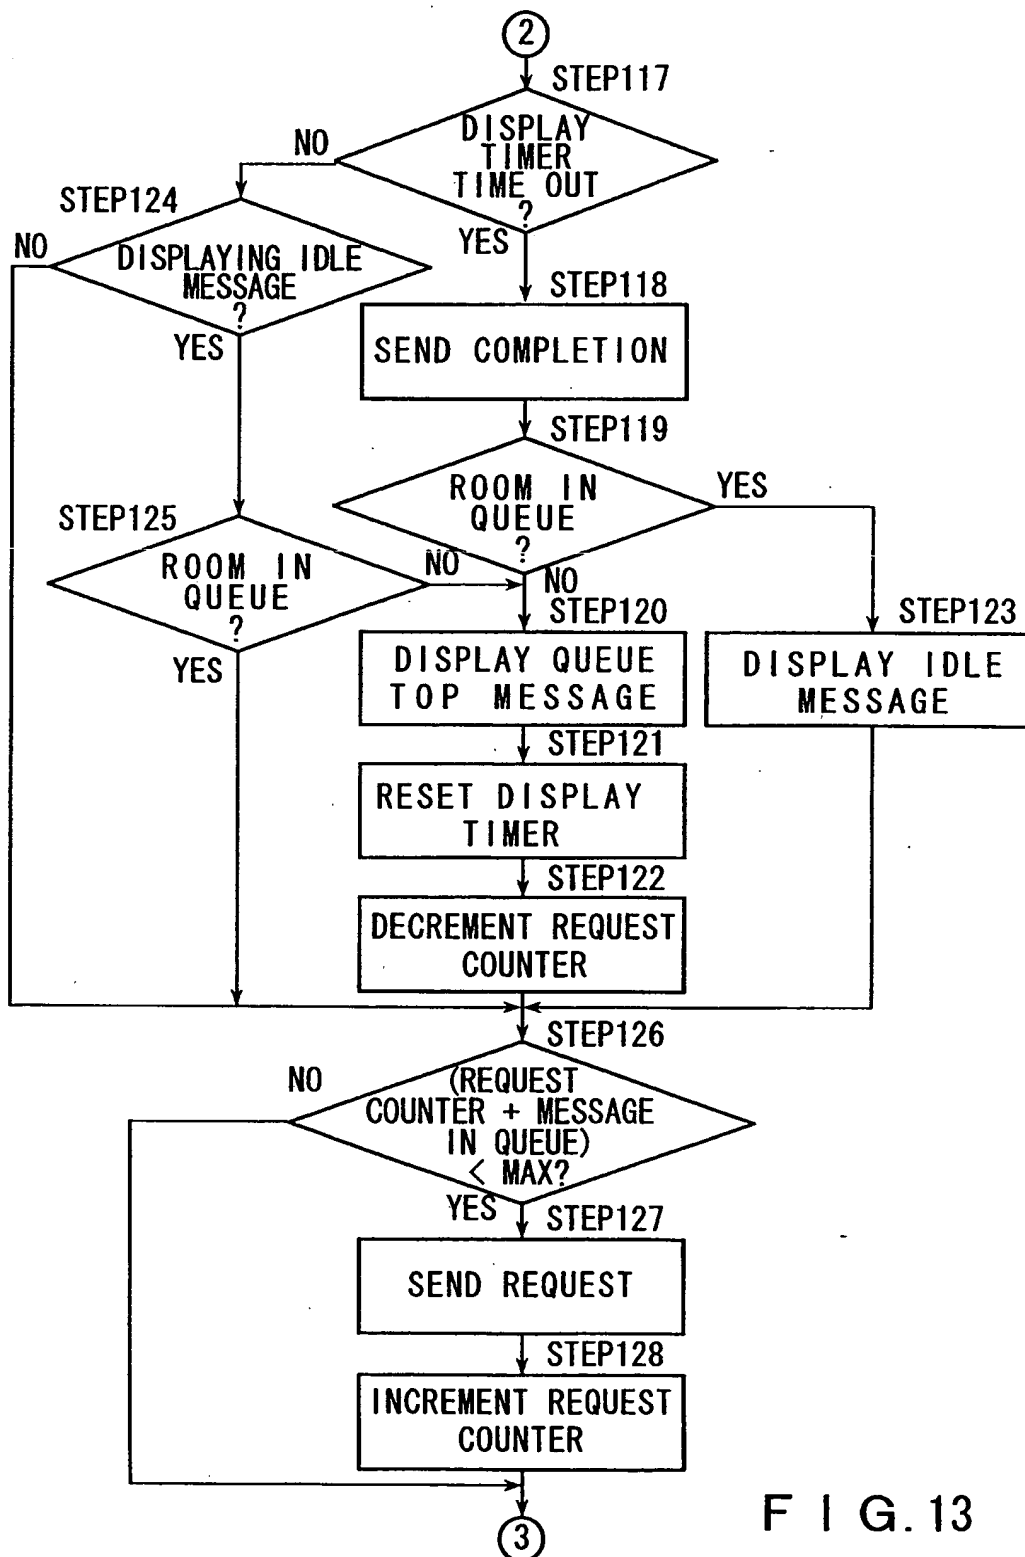 2
STEP117
DISPLAY
TIMER
TIME OUT
?
NO
YES
STEP124
NO
DISPLAYING IDLE
MESSAGE
?
YES
STEP118
SEND COMPLETION
STEP119
ROOM IN
QUEUE
?
YES
NO
STEP125
ROOM IN
QUEUE
?
NO
YES
STEP120
DISPLAY QUEUE
TOP MESSAGE
STEP123
DISPLAY IDLE
MESSAGE
STEP121
RESET DISPLAY
TIMER
STEP122
DECREMENT REQUEST
COUNTER
STEP126
NO
(REQUEST
COUNTER + MESSAGE
IN QUEUE)
< MAX?
YES
STEP127
SEND REQUEST
STEP128
INCREMENT REQUEST
COUNTER
3
FIG.13